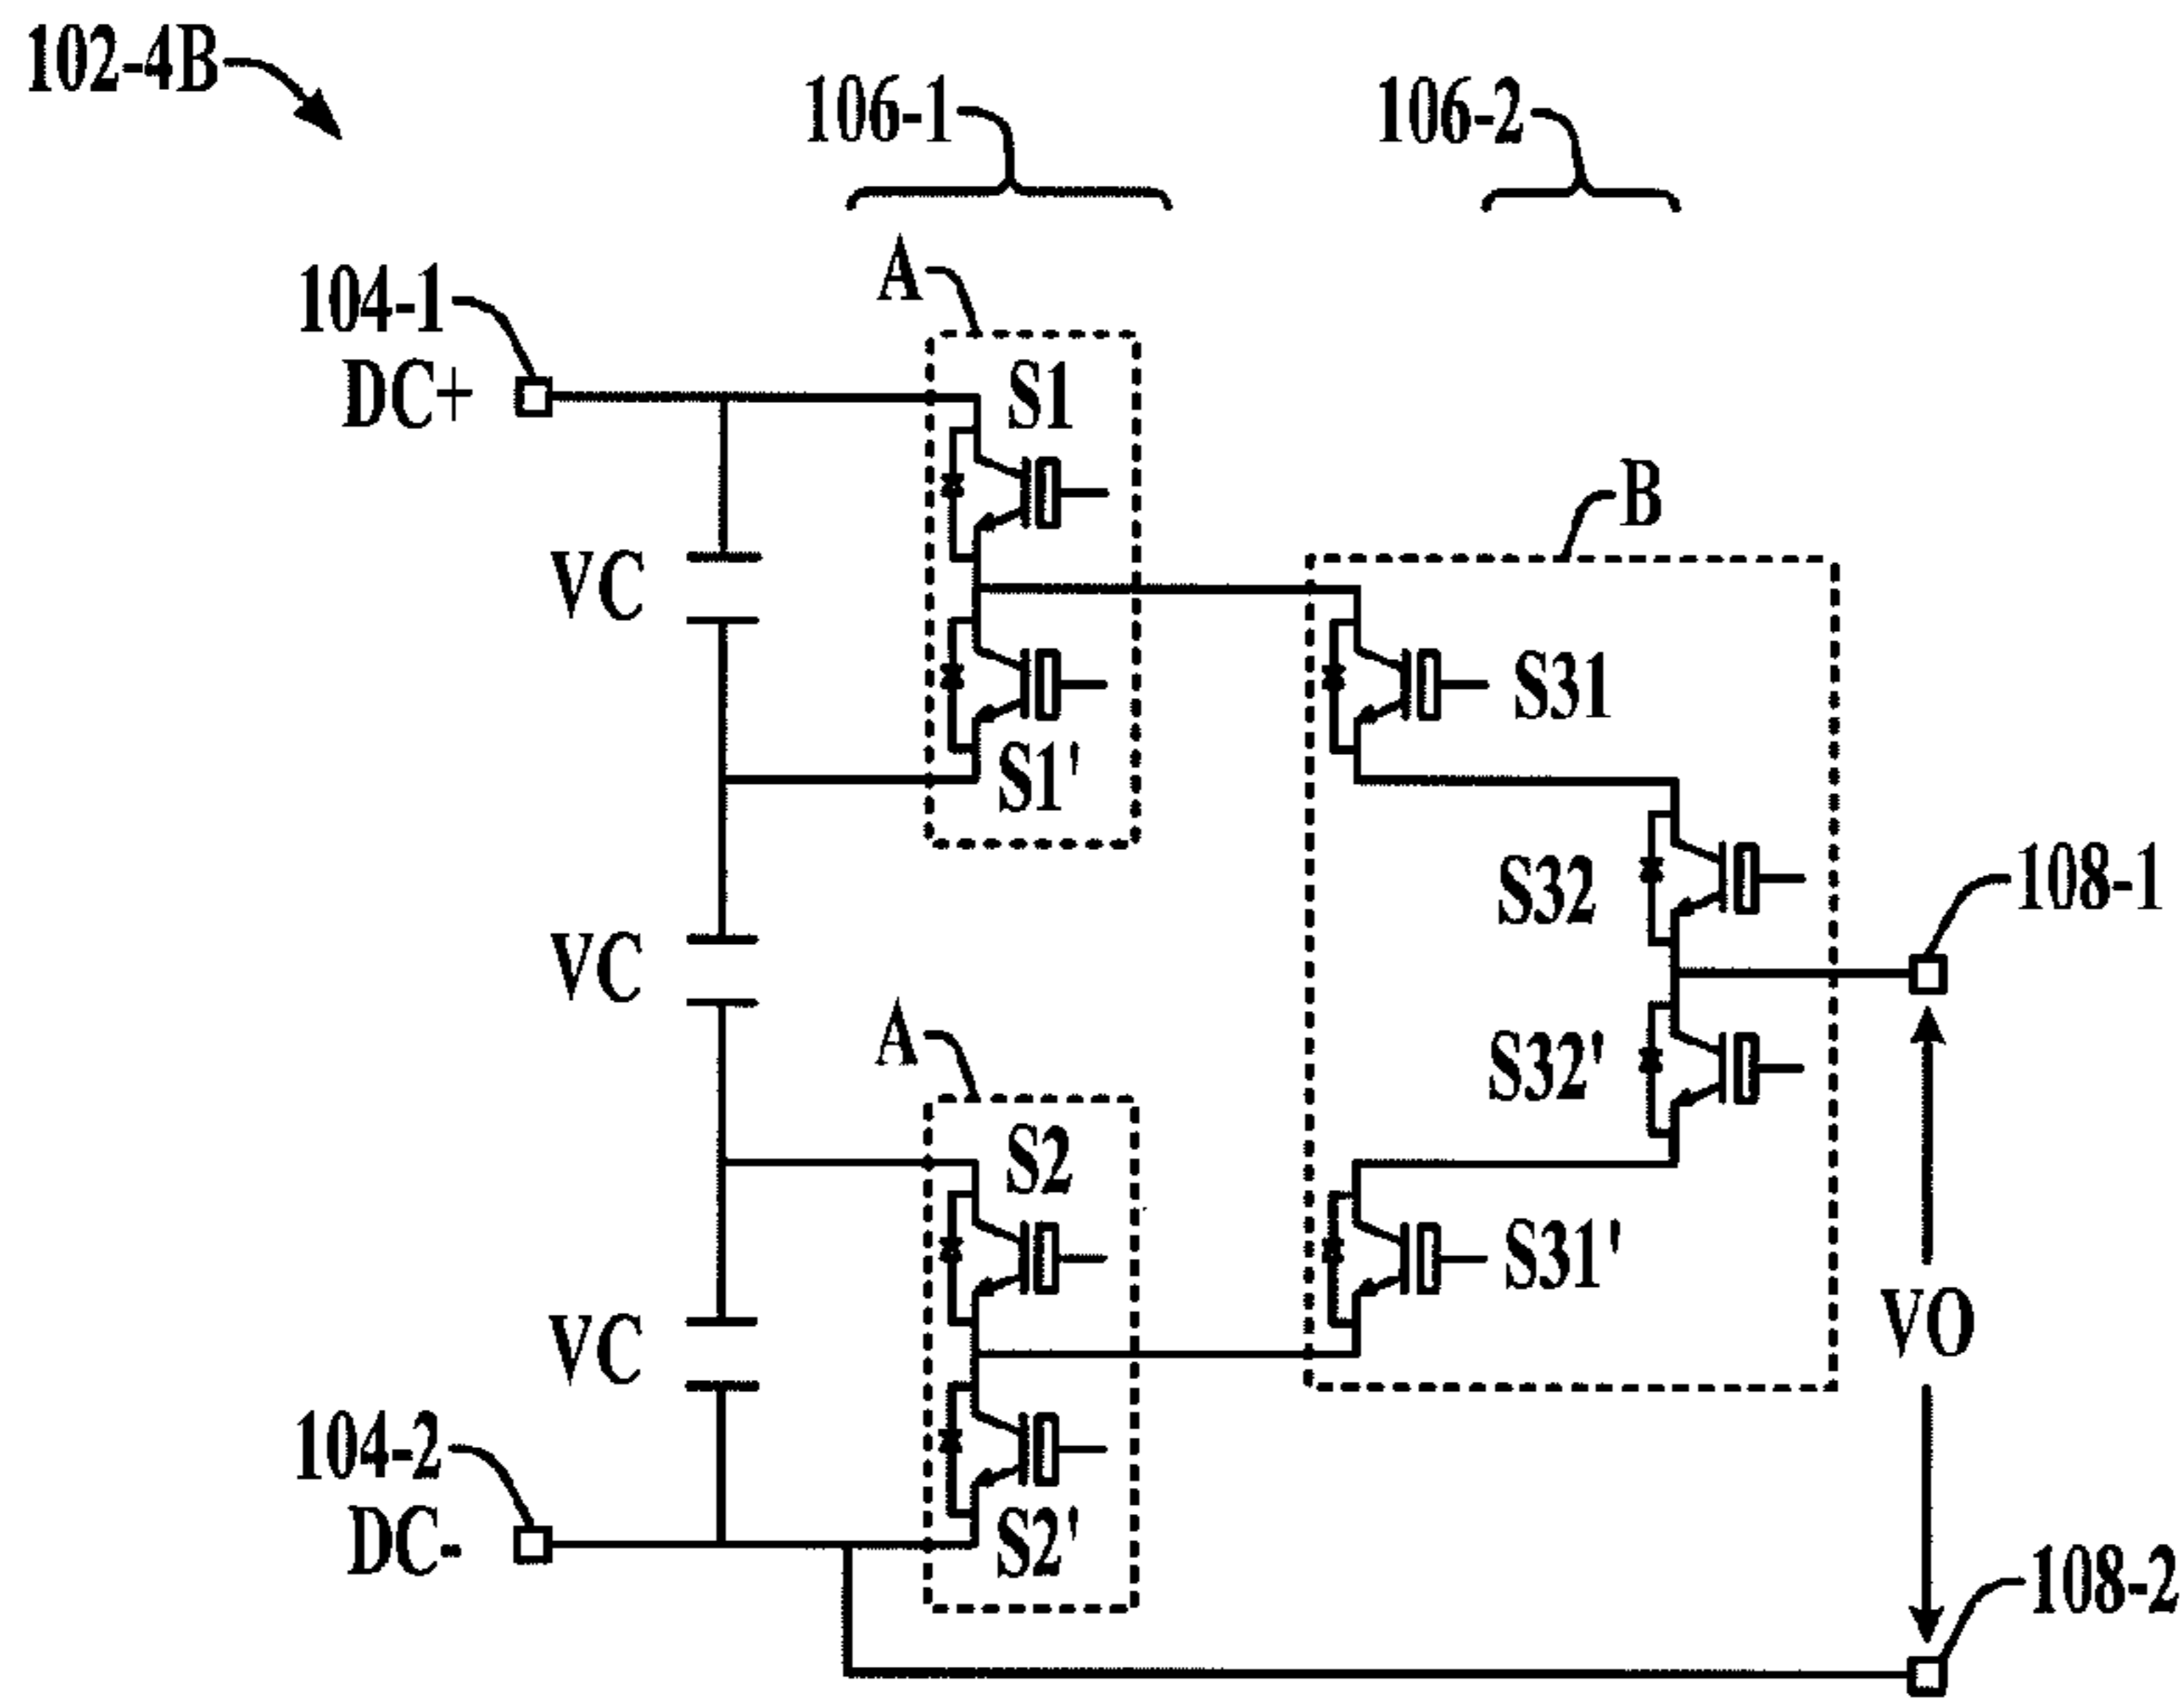 102-4B
106-1
106-2
A
104-1
DC+
S1
B
VC
S31
S1'
S32
108-1
VC
A
S32'
S2
S31'
VC
VO
104-2
DC-
S2'
108-2